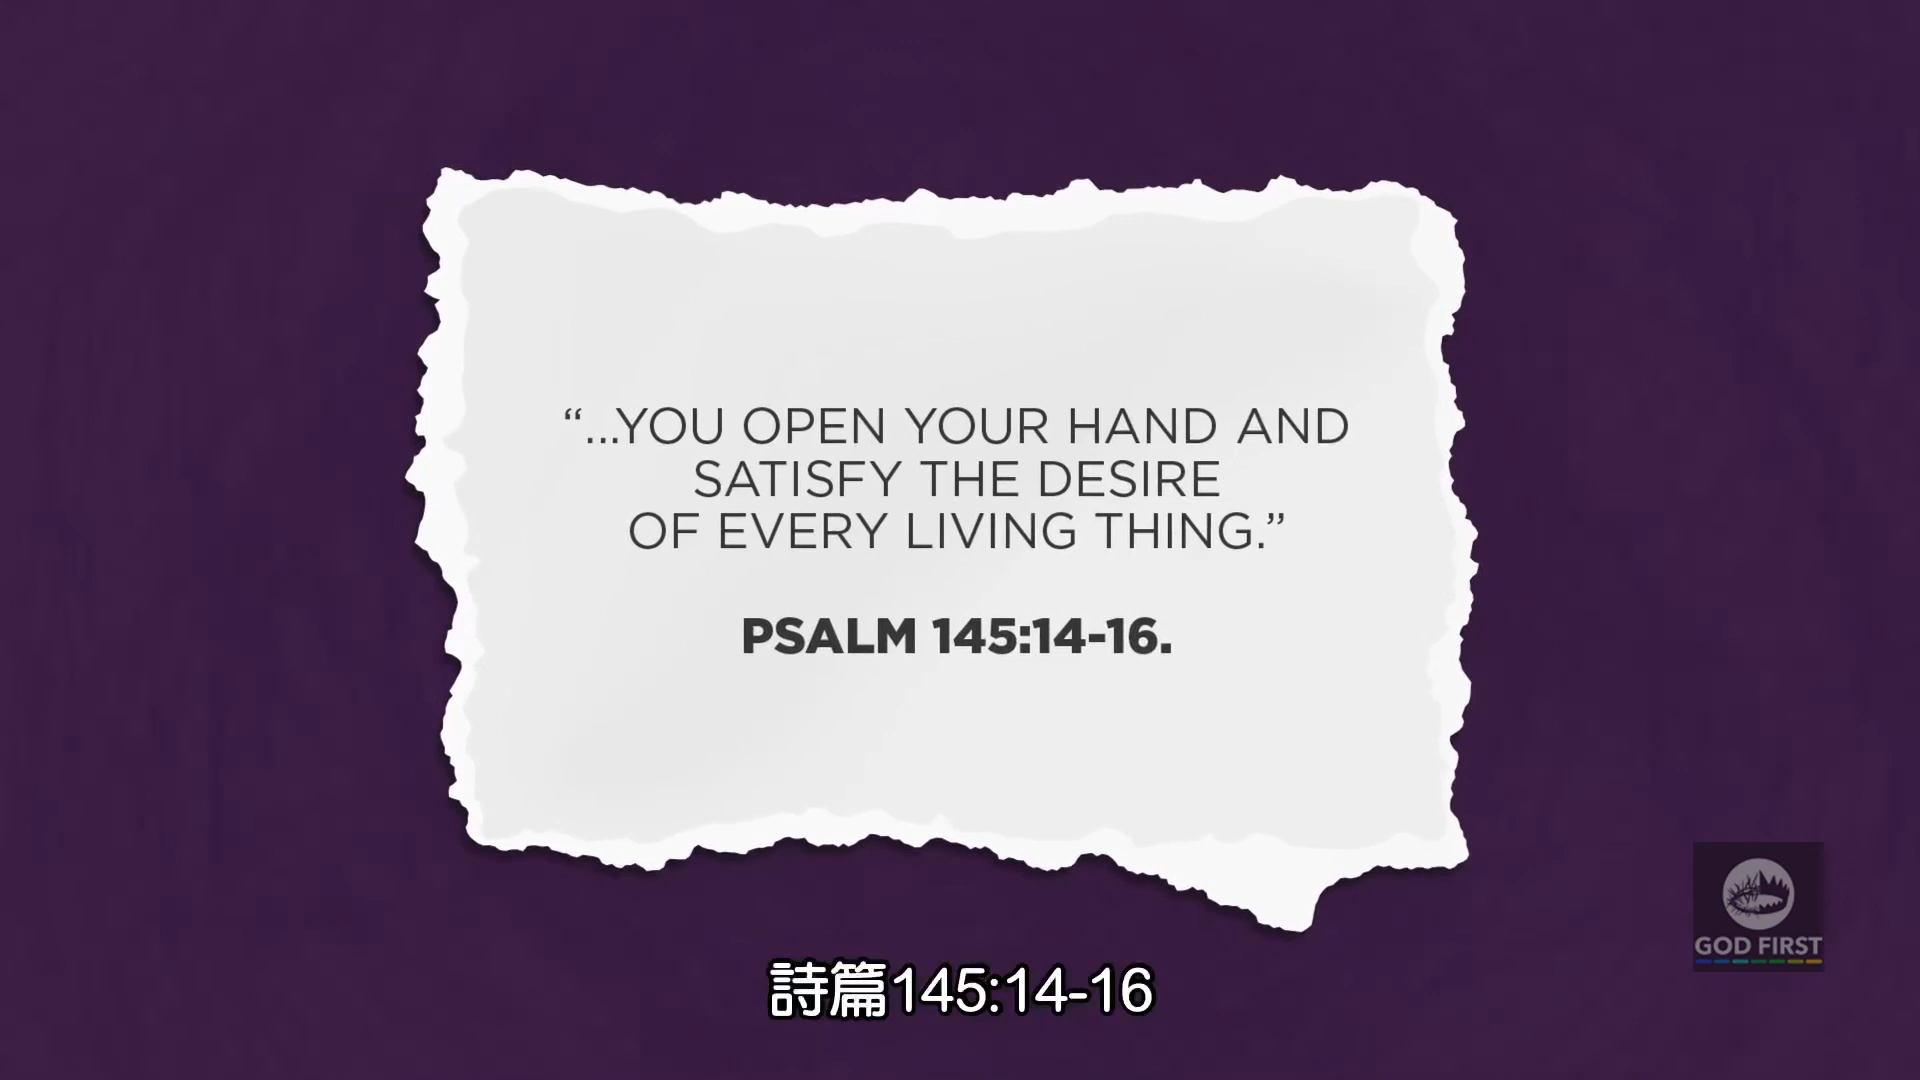 “...YOU OPEN YOUR HAND AND
SATISFY THE DESIRE
OF EVERY LIVING THING.”
PSALM 145:14-16.
GOD FIRST
詩篇145:14-16